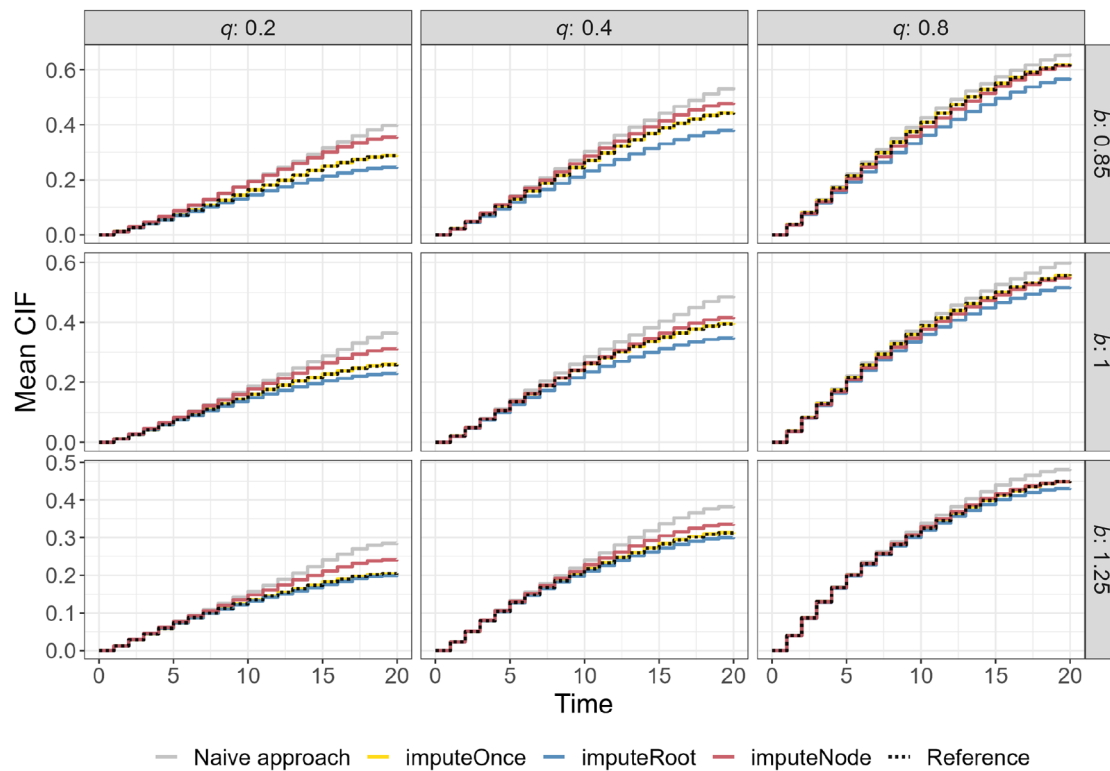 q: 0.2
q: 0.4
q: 0.8
0.6
0.4
0.2
0.0
b: 0.85
0.6
0.4
0.2
0.0
b: 1
0.5
0.4
0.3
0.2
0.1
0.0
b: 1.25
Mean CIF
0 5 10 15 20
0 5 10 15 20
0 5 10 15 20
Time
Naive approach imputeOnce imputeRoot imputeNode Reference